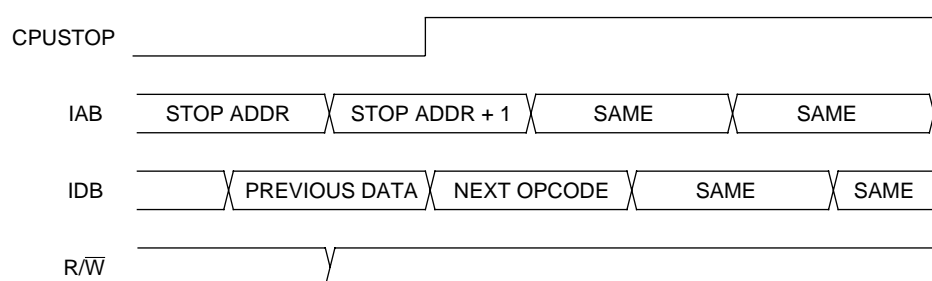 CPUSTOP
IAB STOP ADDR STOP ADDR + 1 SAME SAME
IDB PREVIOUS DATA NEXT OPCODE SAME SAME
R/W̅